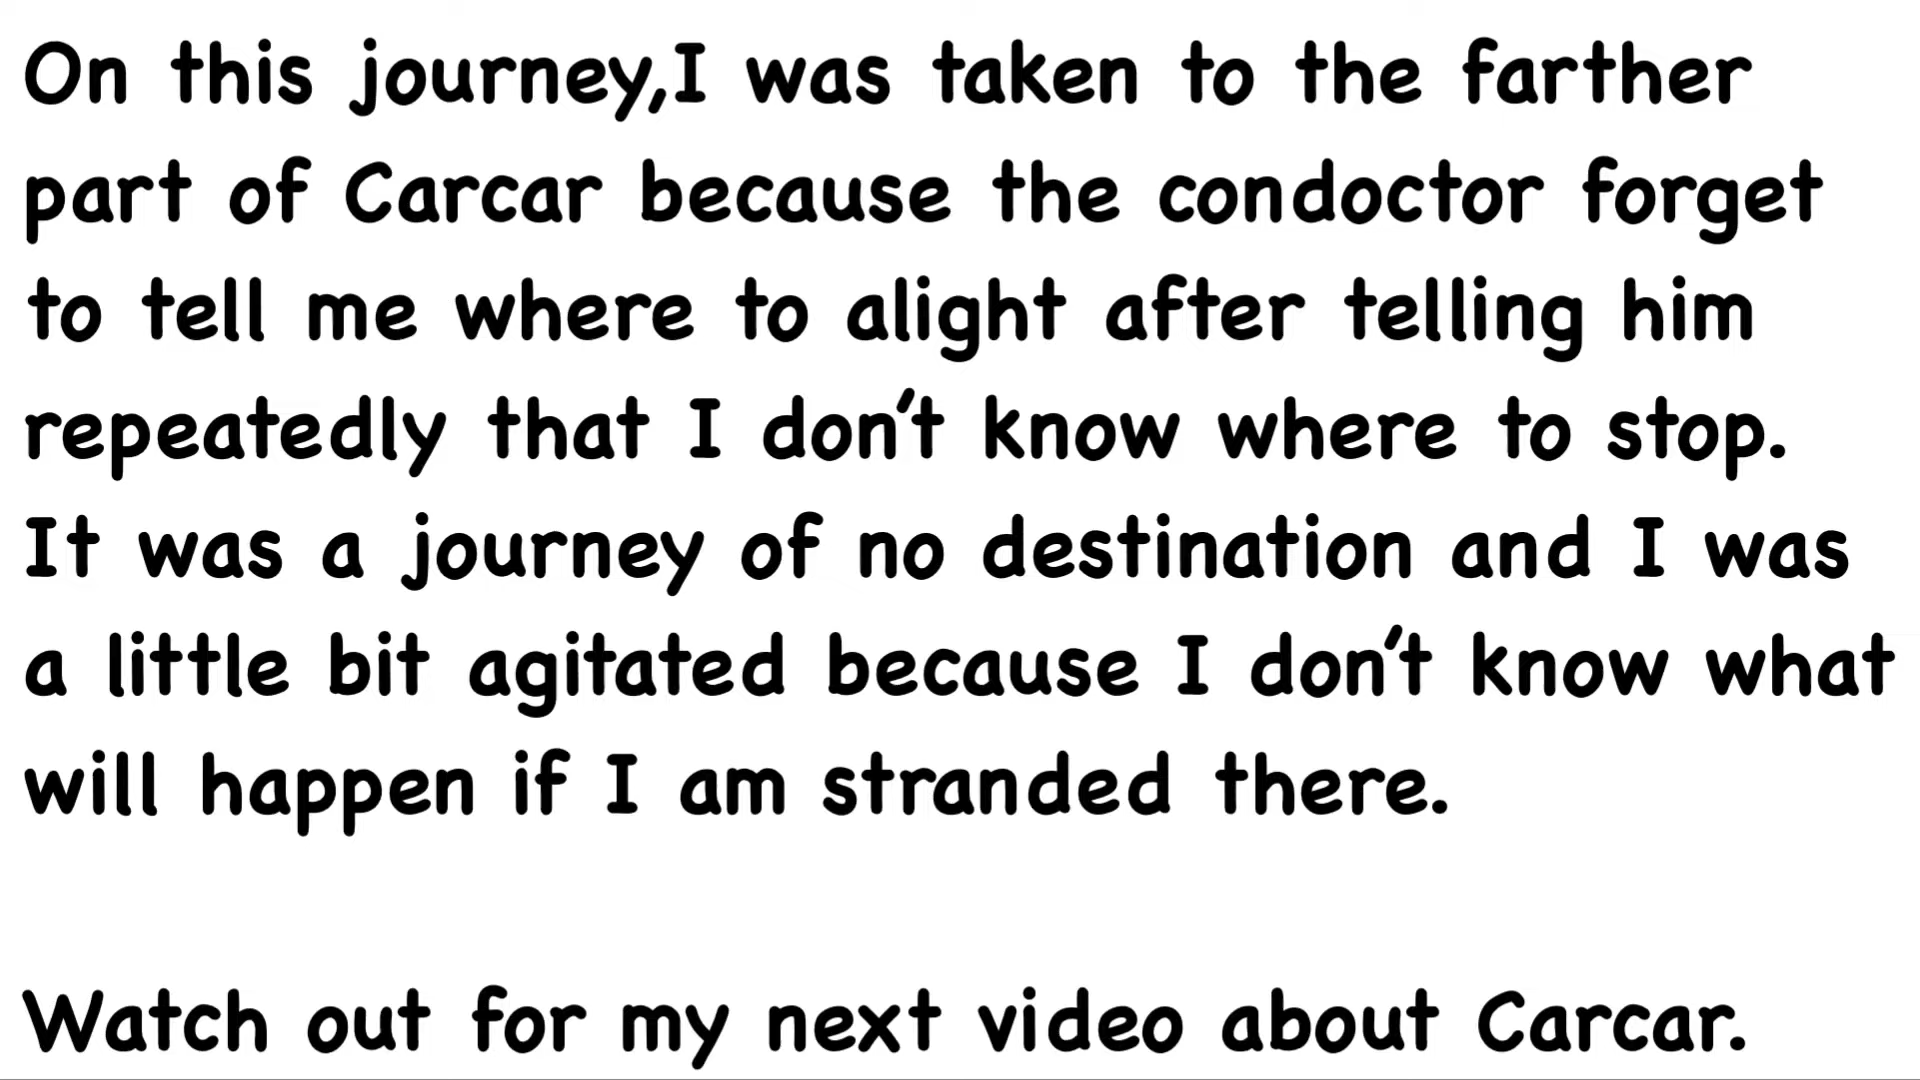 On this journey,I was taken to the farther
part of Carcar because the condoctor forget
to tell me where to alight after telling him
repeatedly that I don't know where to stop.
It was a journey of no destination and I was
a little bit agitated because I don't know what
will happen if I am stranded there.
Watch out for my next video about Carcar.